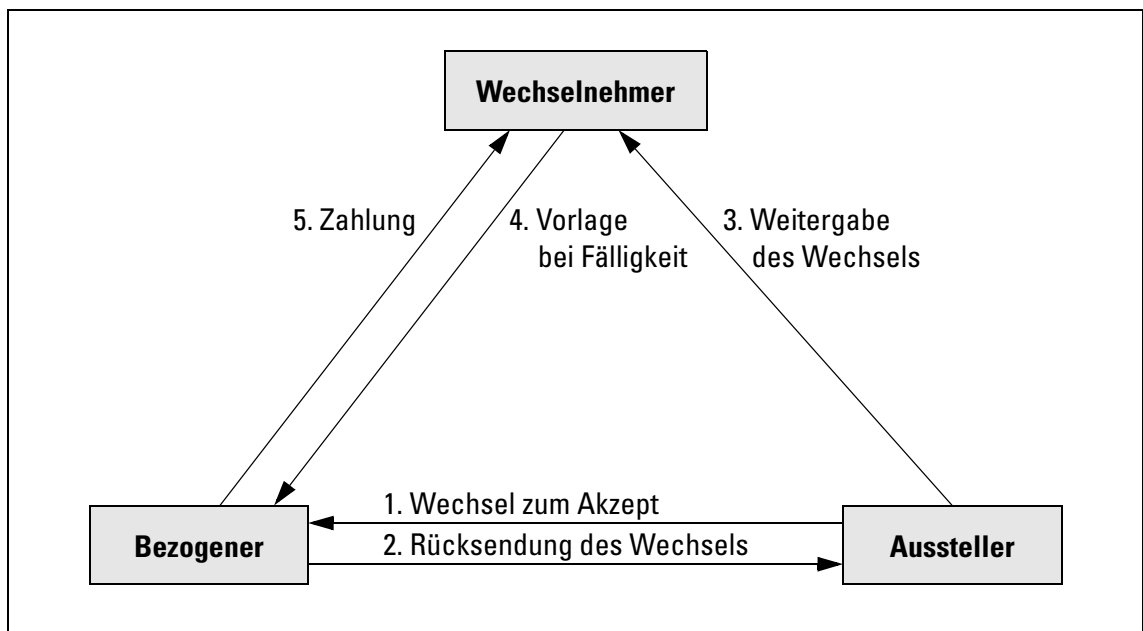 Wechselnehmer
5. Zahlung
4. Vorlage
bei Fälligkeit
3. Weitergabe
des Wechsels
1. Wechsel zum Akzept
2. Rücksendung des Wechsels
Bezogener
Aussteller